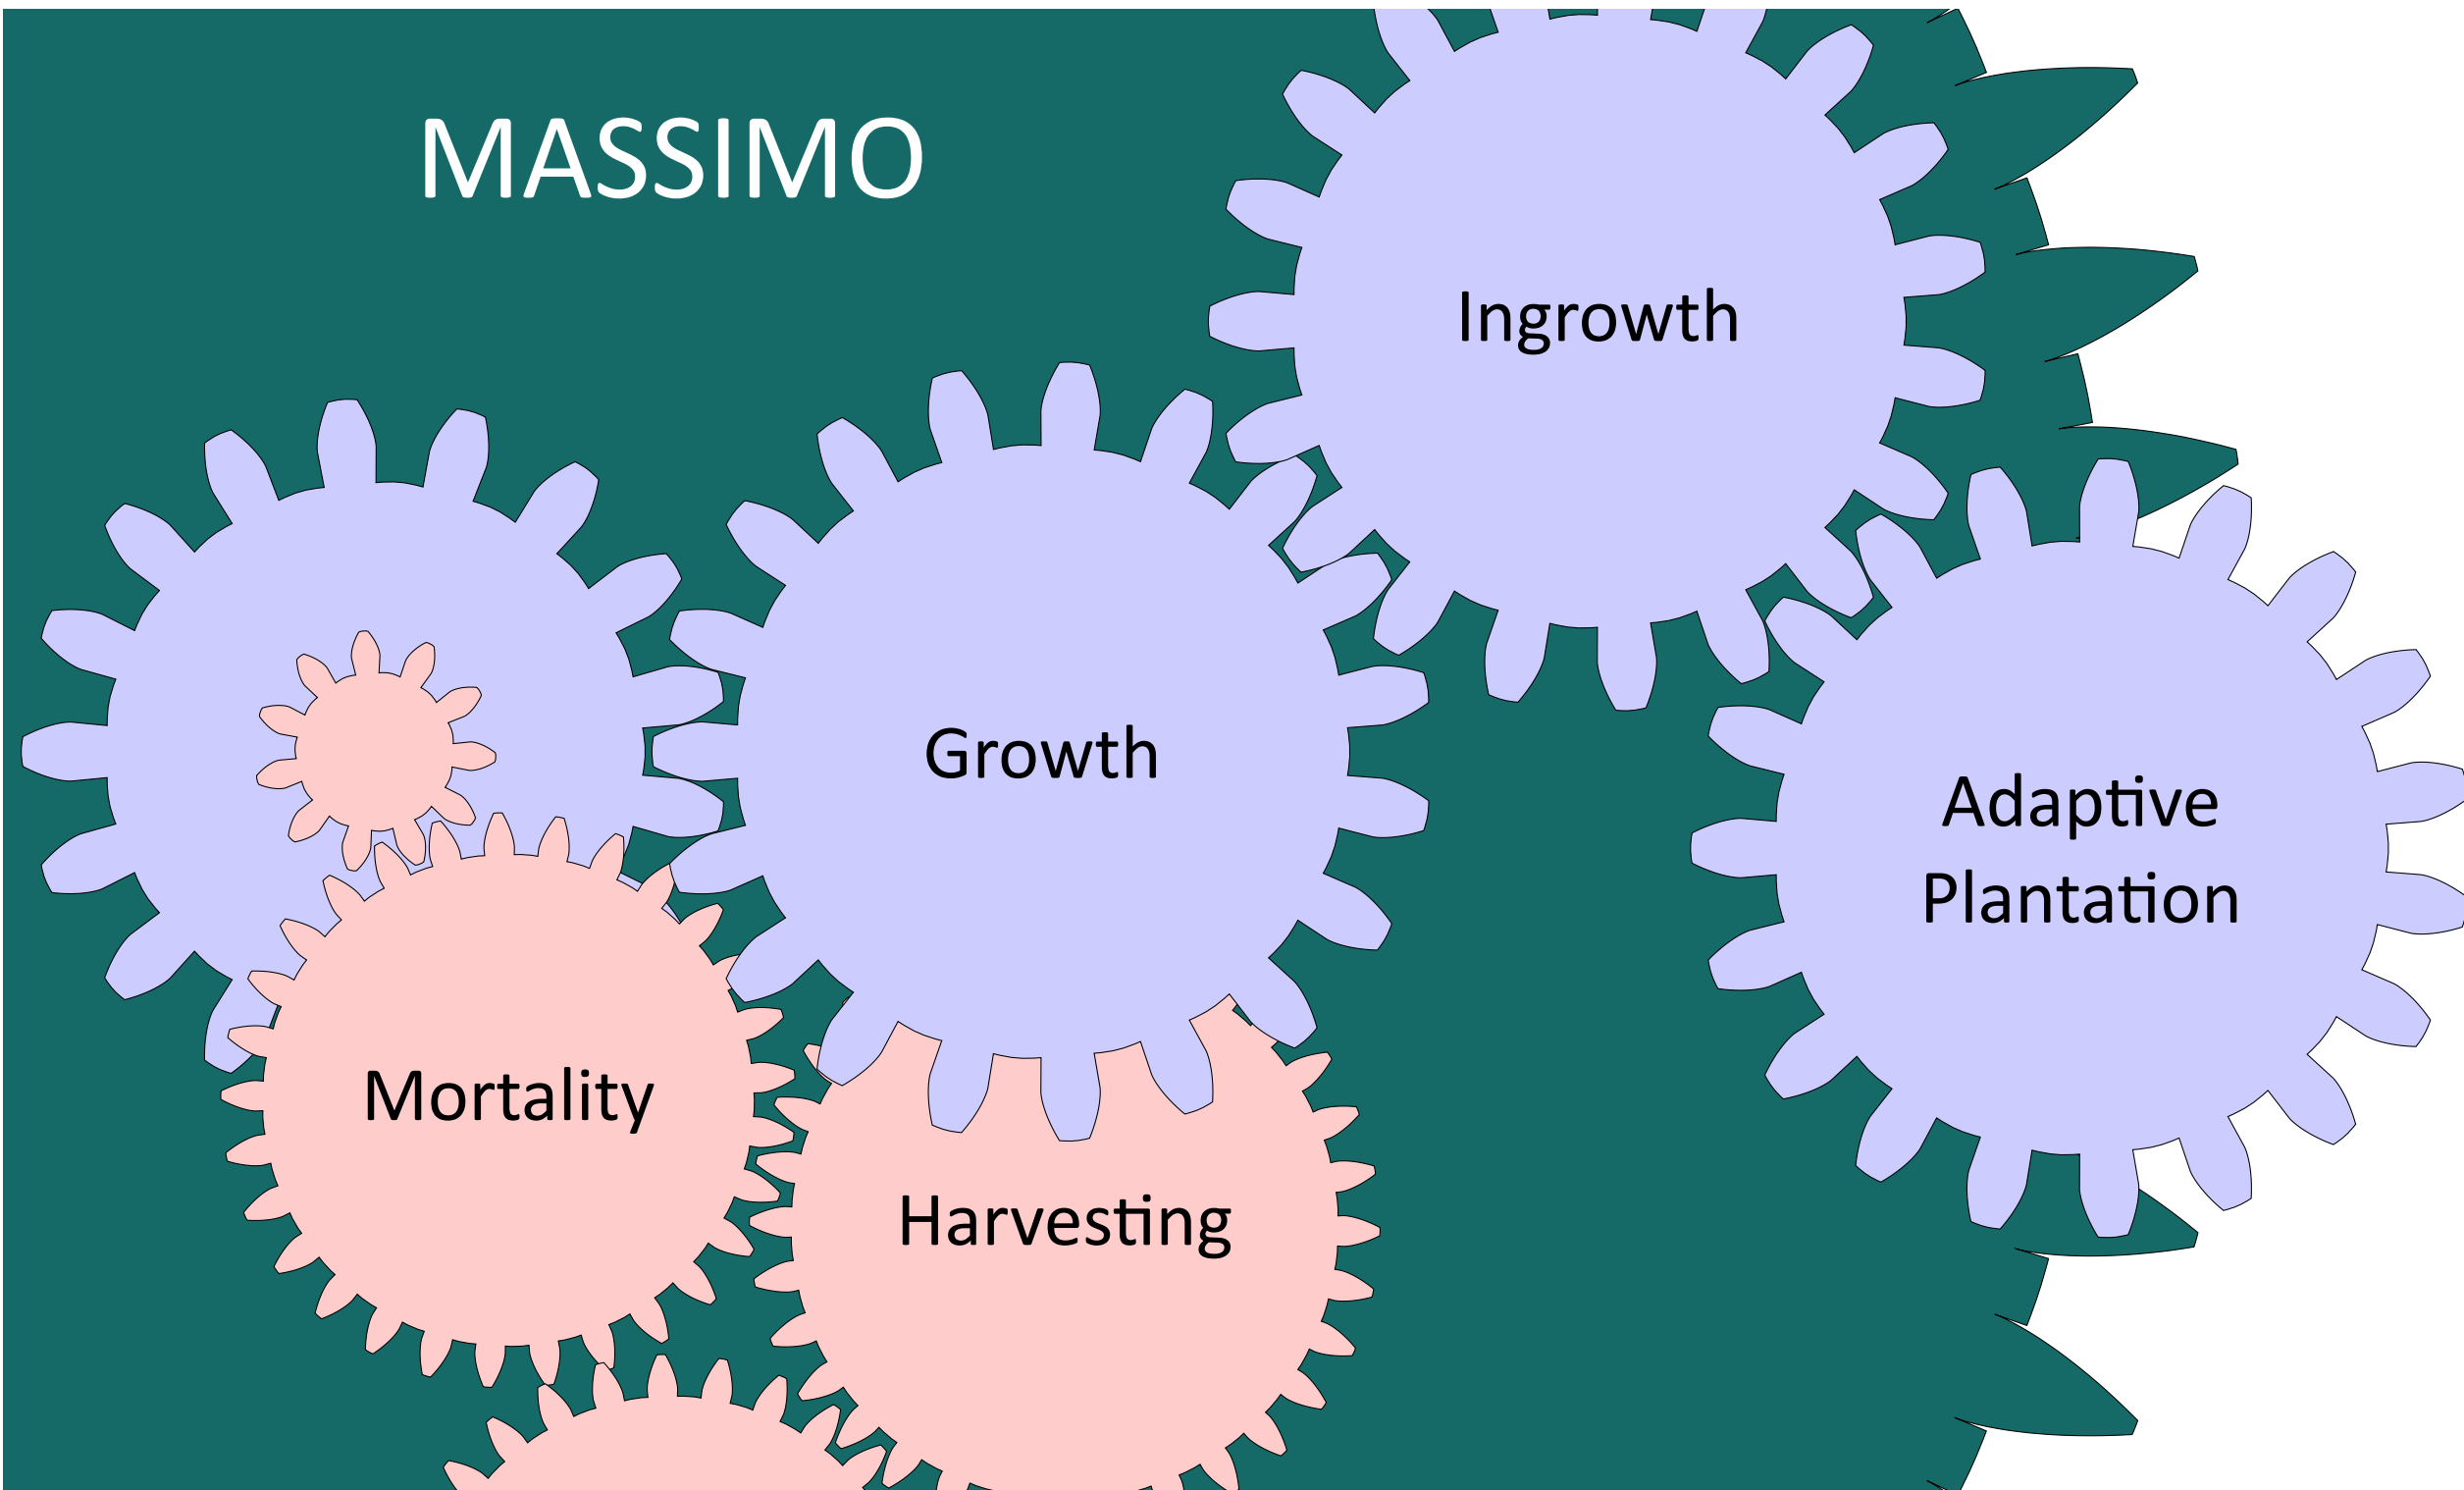 MASSIMO
Ingrowth
Growth
Adaptive
Plantation
Mortality
Harvesting